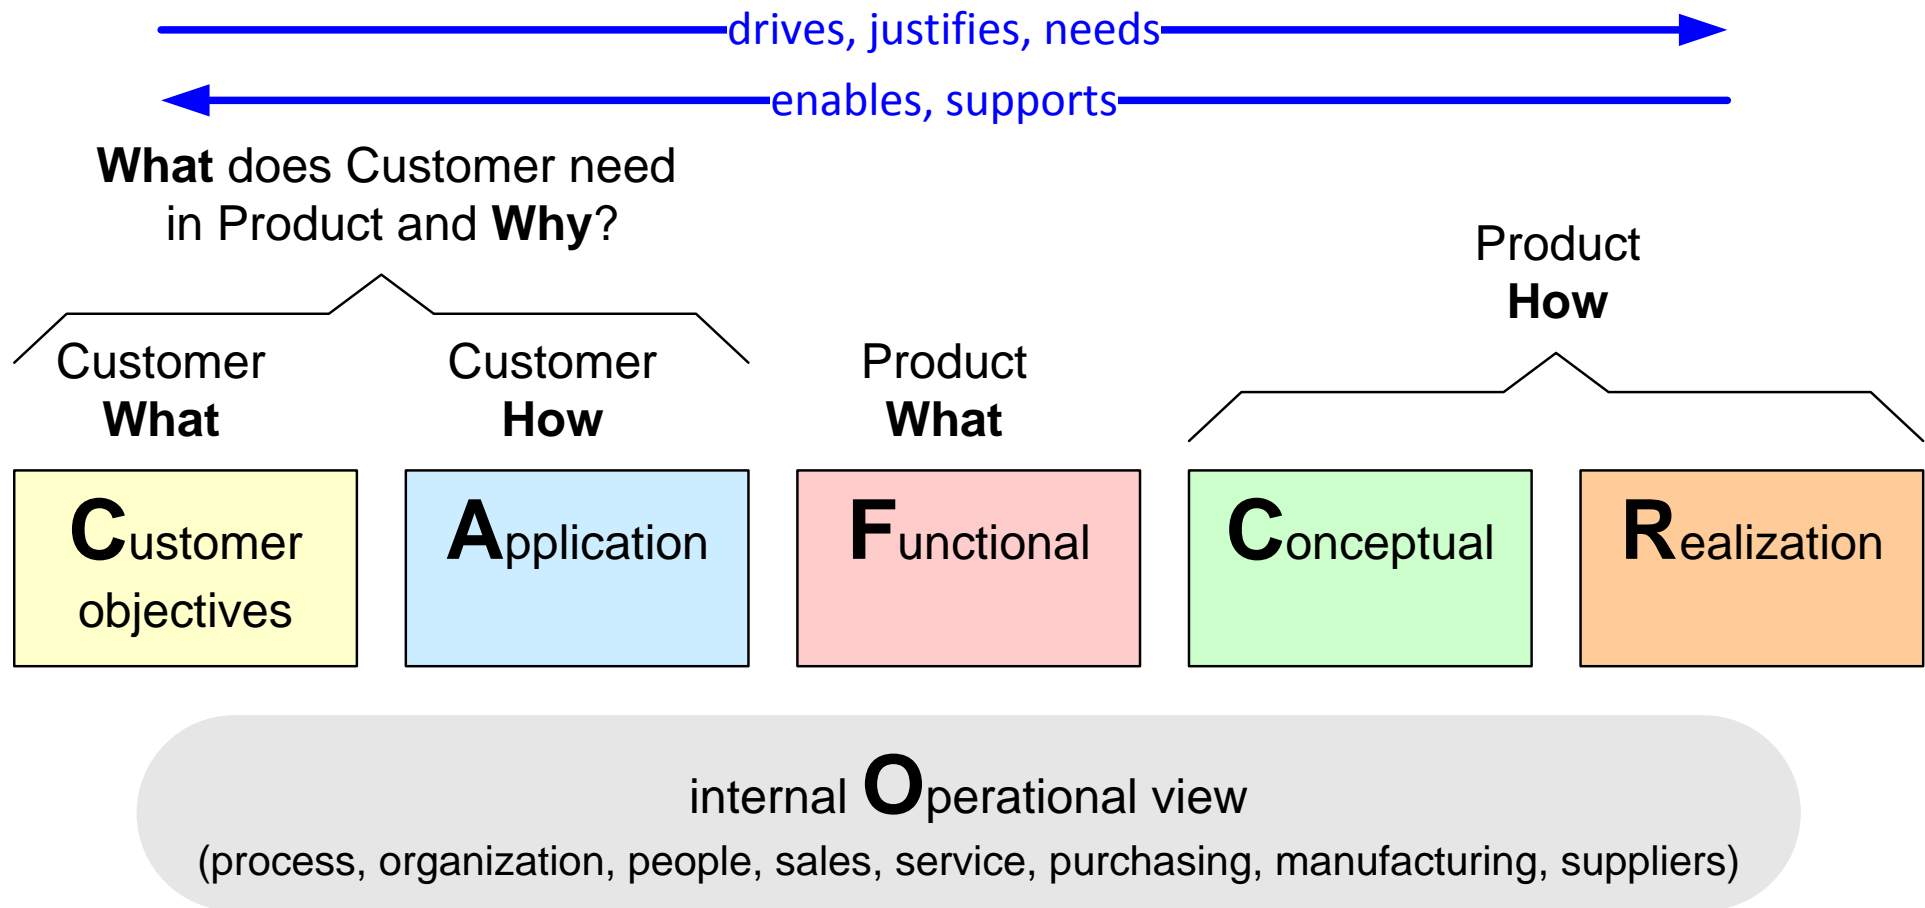 drives, justifies, needs
enables, supports
What does Customer need
in Product and Why?
Product
How
Customer
What
Customer
How
Product
What
Customer
objectives
Application
Functional
Conceptual
Realization
internal Operational view
(process, organization, people, sales, service, purchasing, manufacturing, suppliers)